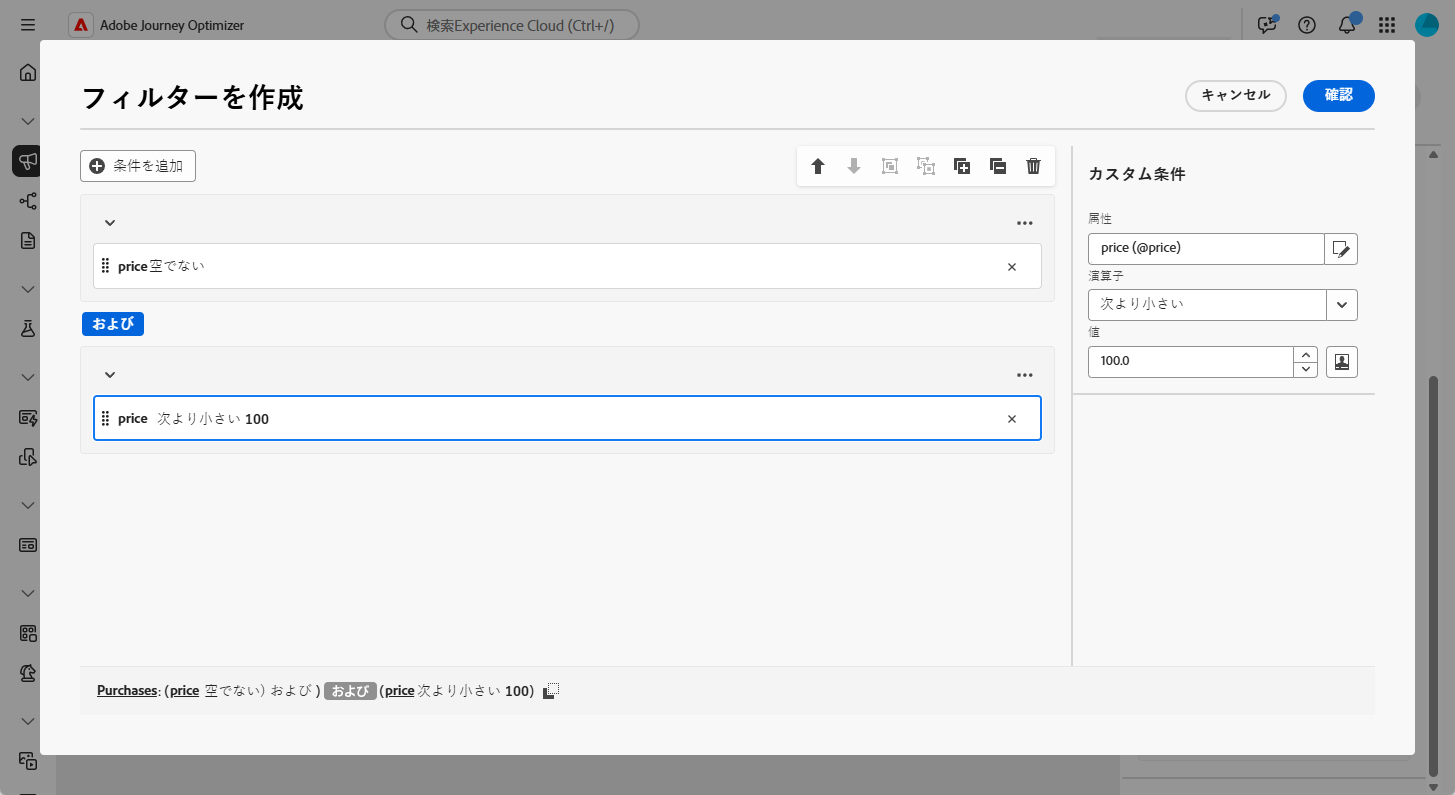 Adobe Journey Optimizer
検索Experience Cloud (Ctrl+/)
フィルターを作成
キャンセル
確認
条件を追加
price 空でない
および
price 次より小さい 100
カスタム条件
属性
price (@price)
演算子
次より小さい
値
100.0
Purchases: (price 空でない) および ) および (price 次より小さい 100)